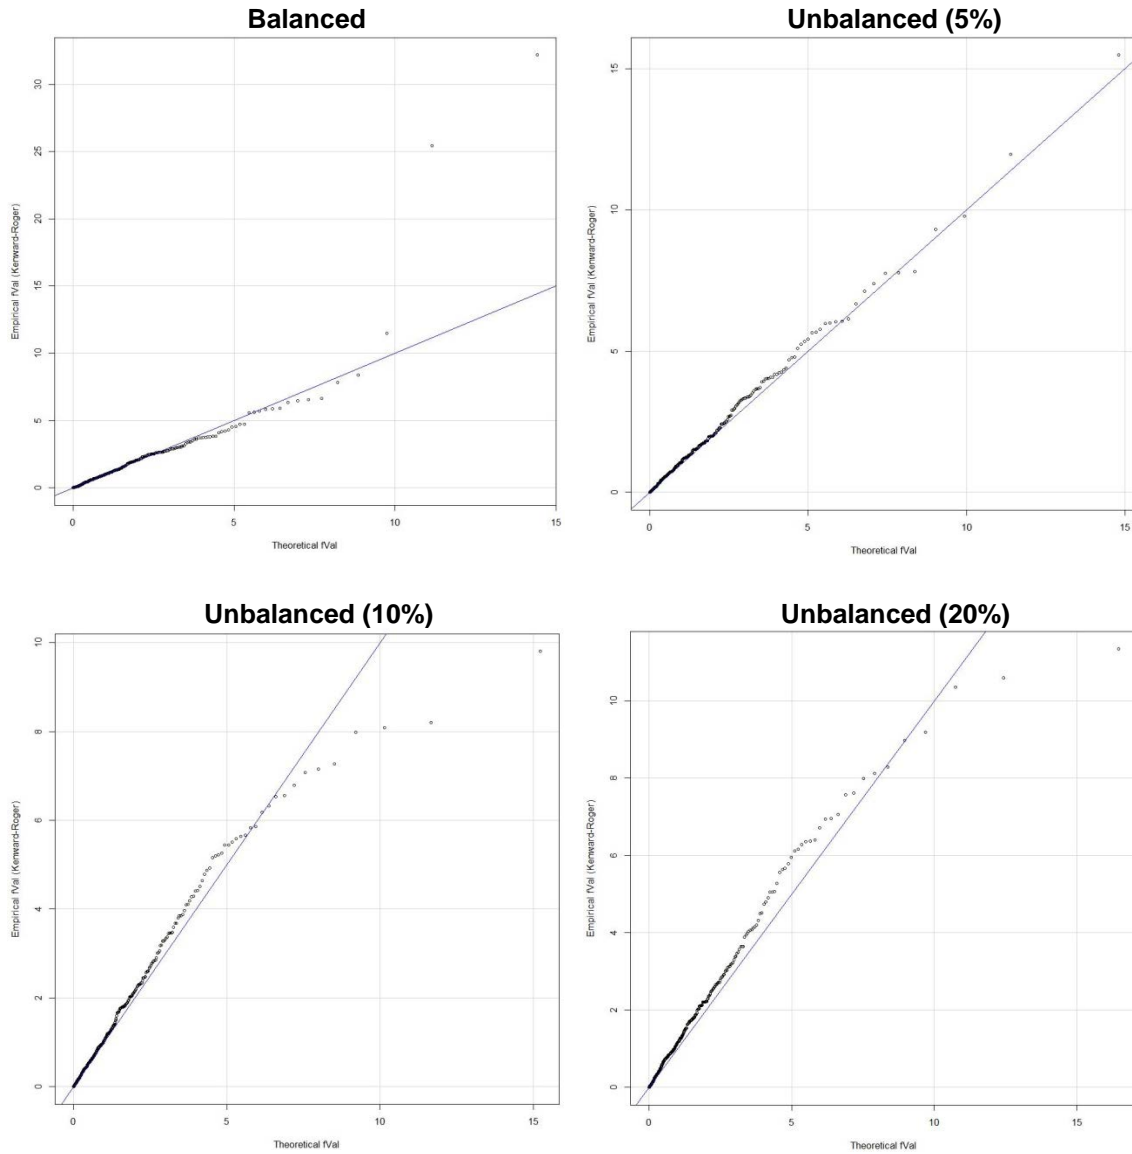 Balanced
Empirical fVal (Kenward-Roger)
30
25
20
15
10
5
0
0 5 10 15
Theoretical fVal
Unbalanced (5%)
Empirical fVal (Kenward-Roger)
15
10
5
0
0 5 10 15
Theoretical fVal
Unbalanced (10%)
Empirical fVal (Kenward-Roger)
10
8
6
4
2
0
0 5 10 15
Theoretical fVal
Unbalanced (20%)
Empirical fVal (Kenward-Roger)
10
8
6
4
2
0
0 5 10 15
Theoretical fVal